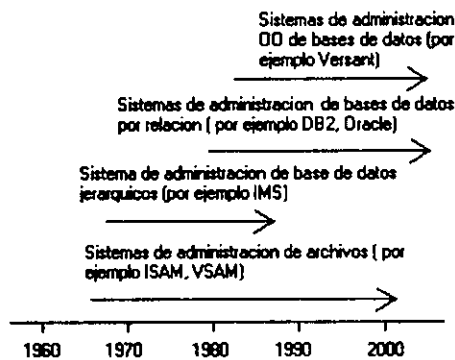 Sistemas de administracion
OO de bases de datos (por
ejemplo Versant)
Sistemas de administracion de bases de datos
por relacion ( por ejemplo DB2, Oracle)
Sistema de administracion de base de datos
jerarquicos (por ejemplo IMS)
Sistemas de administracion de archivos ( por
ejemplo ISAM, VSAM)
1960 1970 1980 1990 2000